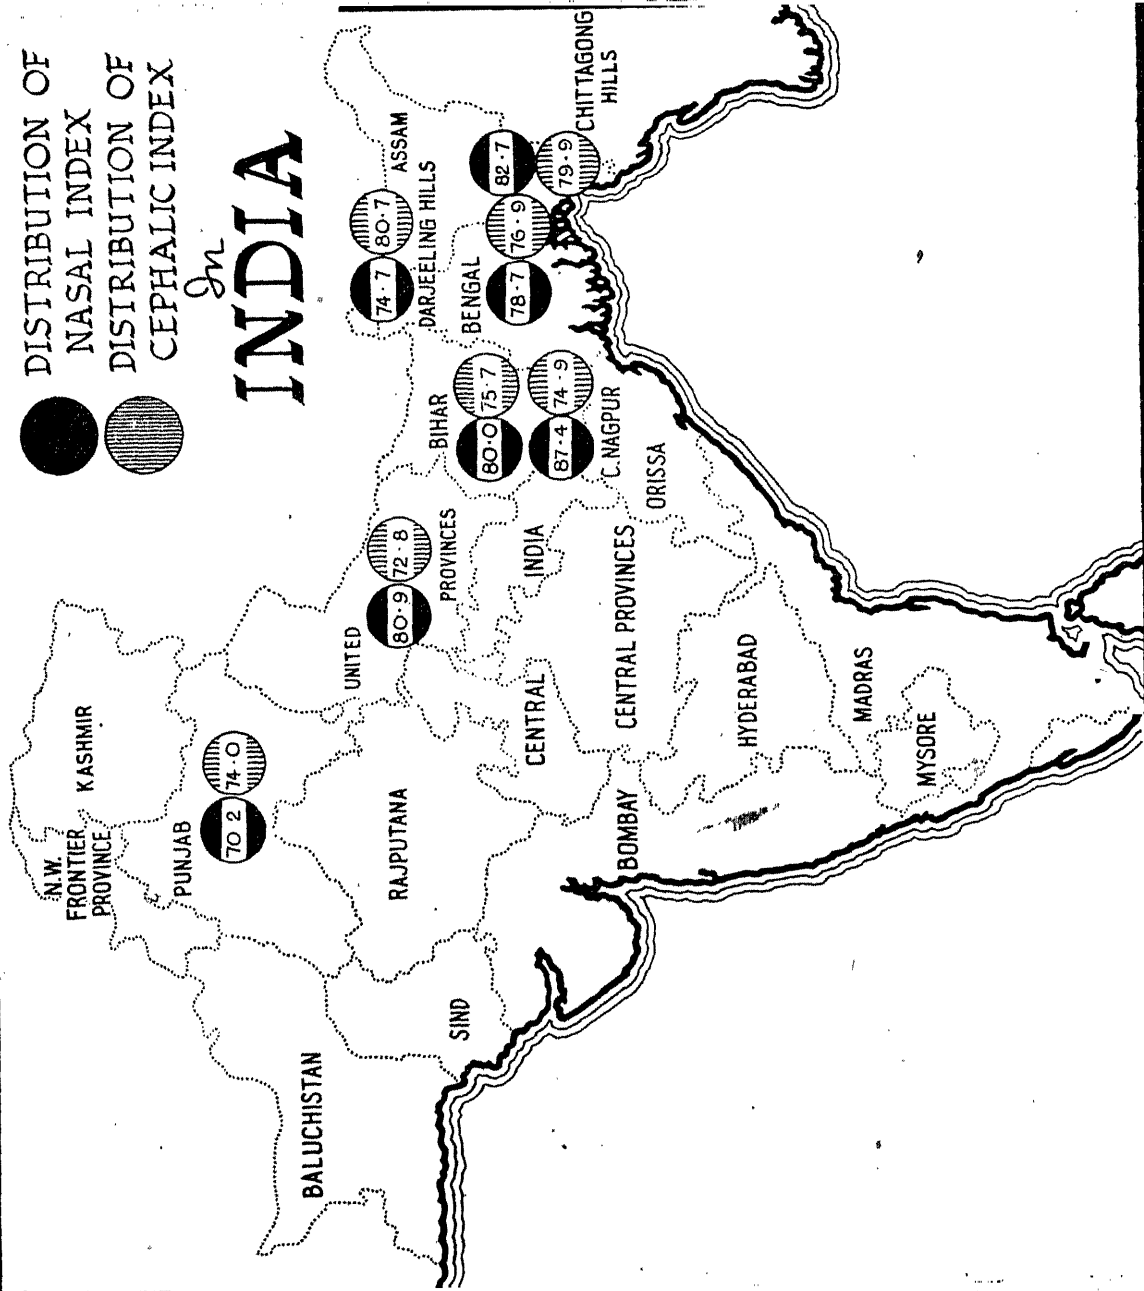 DISTRIBUTION OF
NASAL INDEX
DISTRIBUTION OF
CEPHALIC INDEX
In
INDIA
KASHMIR
N.W.
FRONTIER
PROVINCE
PUNJAB
70 2
74·0
UNITED
PROVINCES
80·9
72·8
ASSAM
74·7
80·7
DARJEELING HILLS
BENGAL
78·7
76·9
82·7
79·9
CHITTAGONG
HILLS
BIHAR
80·0
75·7
87·4
74·9
C.NAGPUR
ORISSA
RAJPUTANA
CENTRAL
INDIA
CENTRAL PROVINCES
BALUCHISTAN
SIND
BOMBAY
HYDERABAD
MADRAS
MYSORE